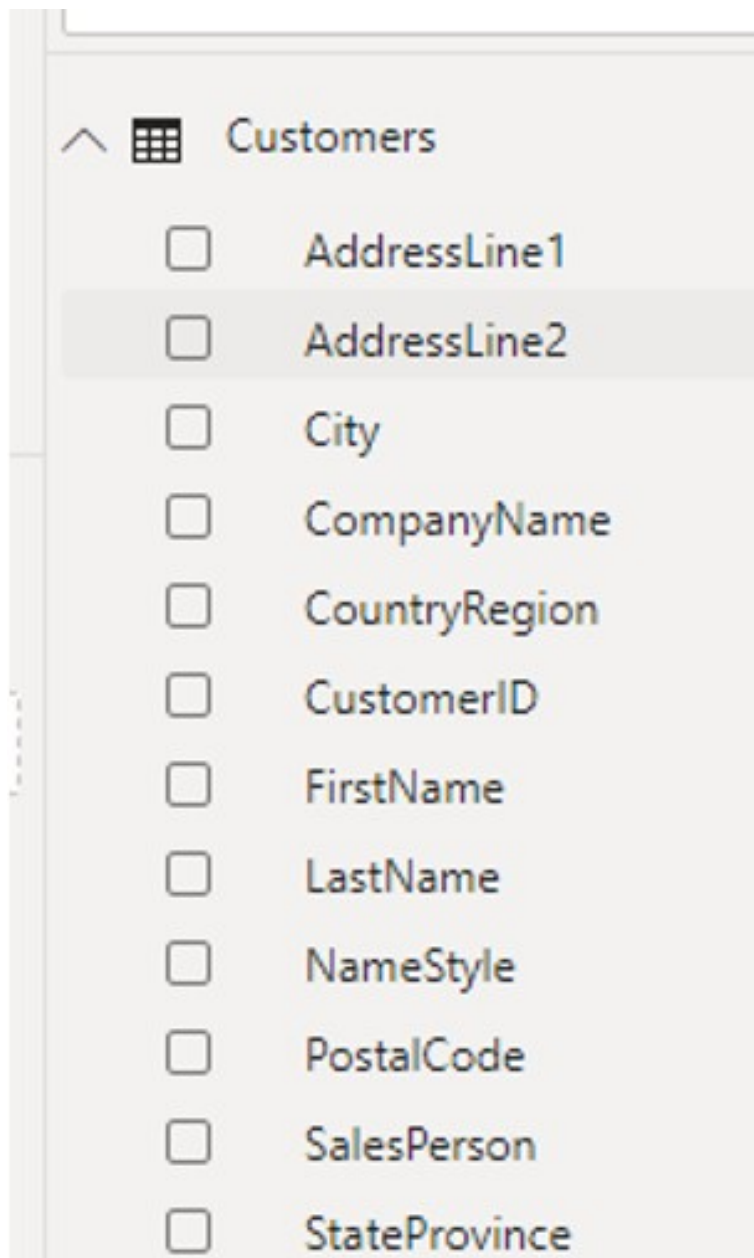 Customers
AddressLine1
AddressLine2
City
CompanyName
CountryRegion
CustomerID
FirstName
LastName
NameStyle
PostalCode
SalesPerson
StateProvince